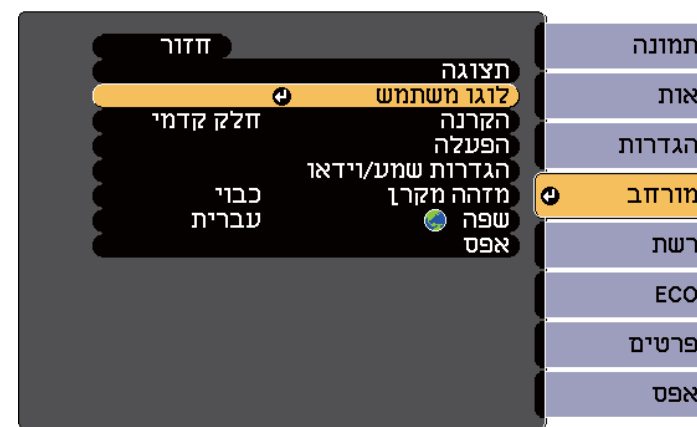 חזור
תצוגה
לוגו משתמש
הקרנה חלק קדמי
הפעלה
הגדרות שמע/וידאו
מזהה מקרן כבוי
שפה עברית
אפס
תמונה
אות
הגדרות
מורחב
רשת
ECO
פרטים
אפס